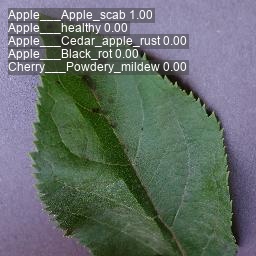 Apple___Apple_scab 1.00
Apple___healthy 0.00
Apple___Cedar_apple_rust 0.00
Apple___Black_rot 0.00
Cherry___Powdery_mildew 0.00